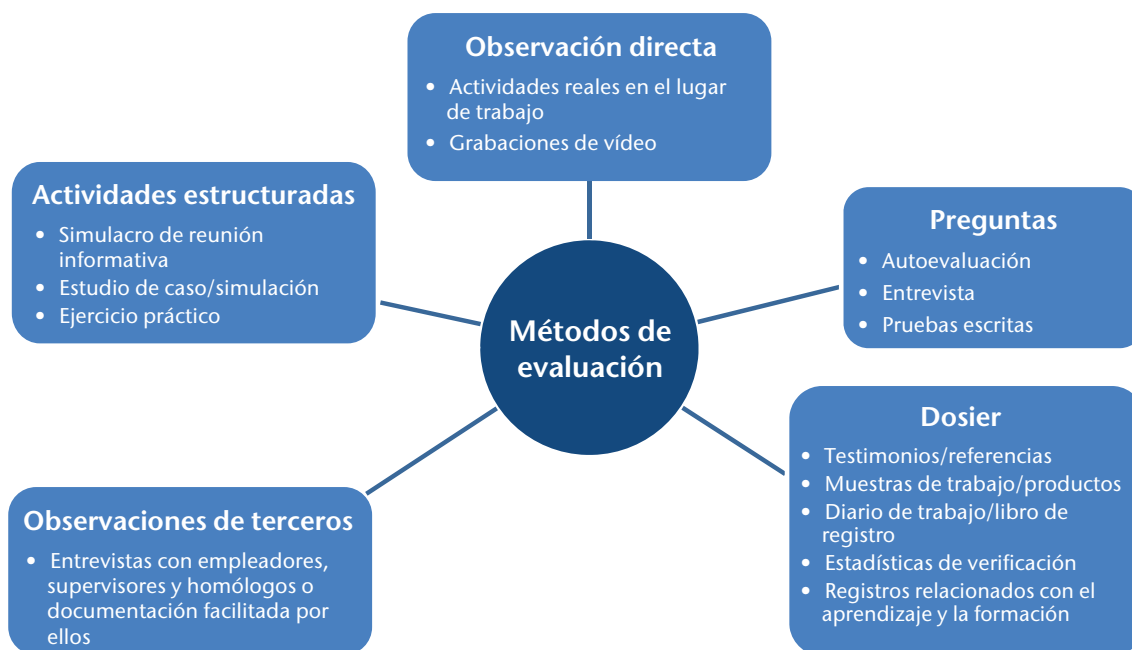 Observación directa
• Actividades reales en el lugar
de trabajo
• Grabaciones de vídeo
Actividades estructuradas
• Simulacro de reunión
informativa
• Estudio de caso/simulación
• Ejercicio práctico
Preguntas
• Autoevaluación
• Entrevista
• Pruebas escritas
Métodos de
evaluación
Dosier
• Testimonios/referencias
• Muestras de trabajo/productos
• Diario de trabajo/libro de
registro
• Estadísticas de verificación
• Registros relacionados con el
aprendizaje y la formación
Observaciones de terceros
• Entrevistas con empleadores,
supervisores y homólogos o
documentación facilitada por
ellos